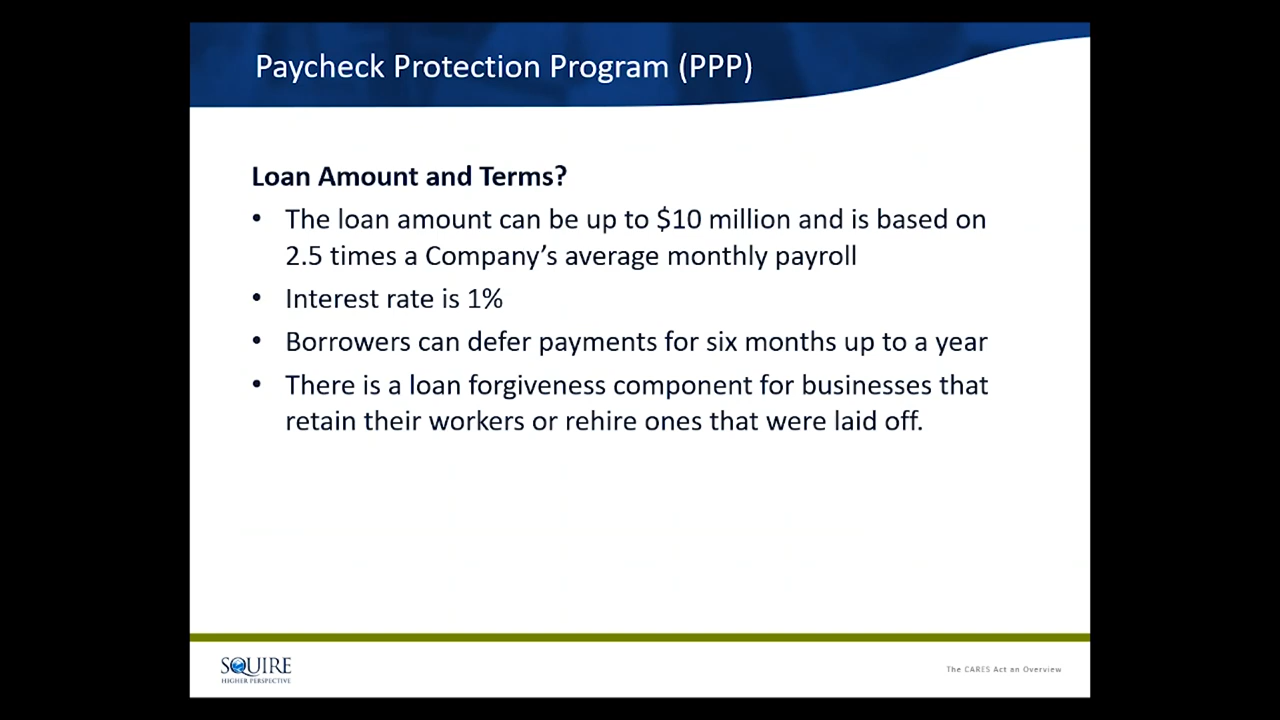 Paycheck Protection Program (PPP)
Loan Amount and Terms?
• The loan amount can be up to $10 million and is based on
2.5 times a Company’s average monthly payroll
• Interest rate is 1%
• Borrowers can defer payments for six months up to a year
• There is a loan forgiveness component for businesses that
retain their workers or rehire ones that were laid off.
SQUIRE
HIGHER PERSPECTIVE
The CARES Act an Overview